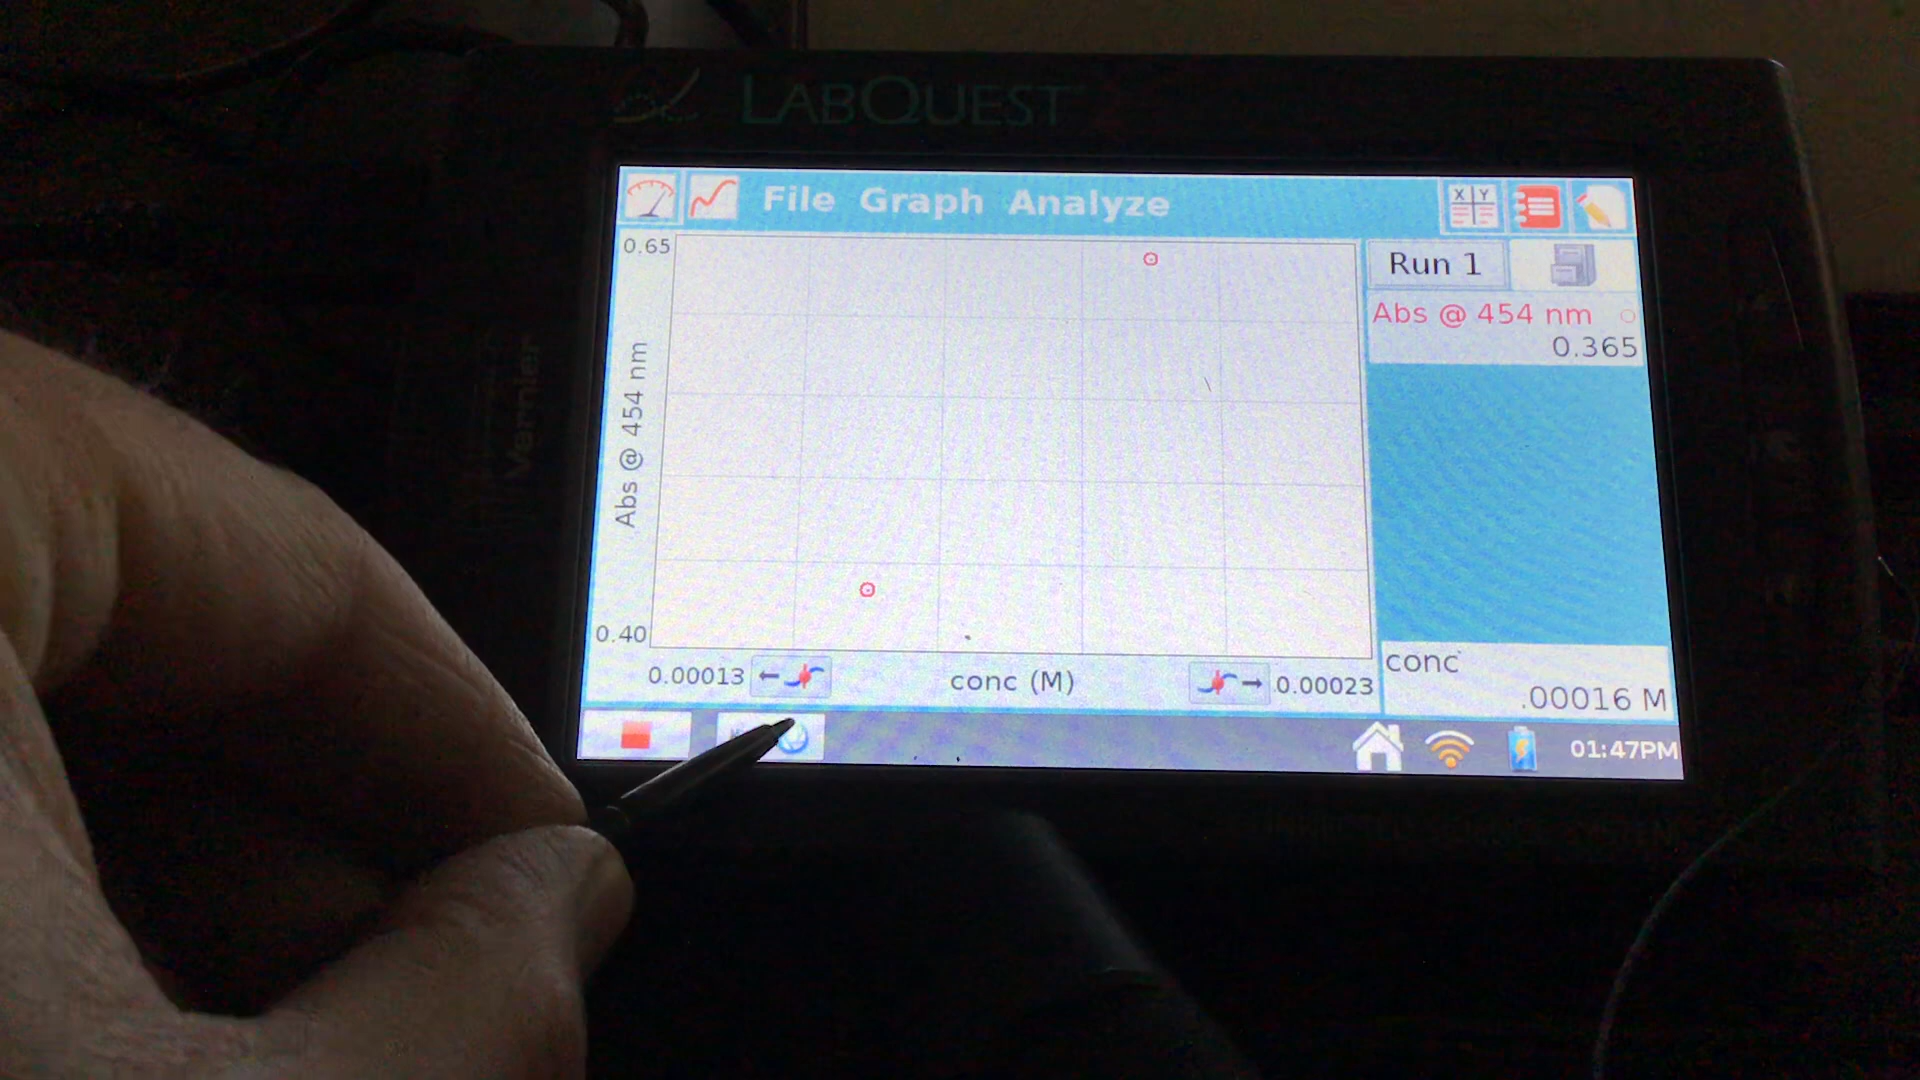 LABQUEST
Vernier
File Graph Analyze
X Y
0.65
Abs @ 454 nm
0.40
0.00013
conc (M)
0.00023
Run 1
Abs @ 454 nm
0.365
conc
.00016 M
01:47PM